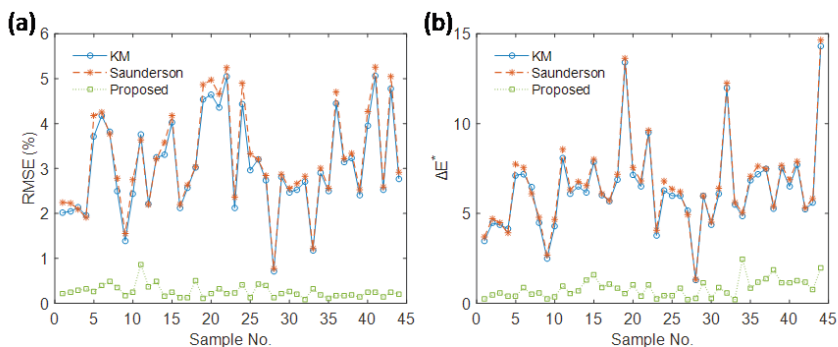 (a)
6
5
4
3
2
1
0
RMSE (%)
KM
Saunderson
Proposed
0 5 10 15 20 25 30 35 40 45
Sample No.
(b)
15
10
5
0
ΔE*
KM
Saunderson
Proposed
0 5 10 15 20 25 30 35 40 45
Sample No.